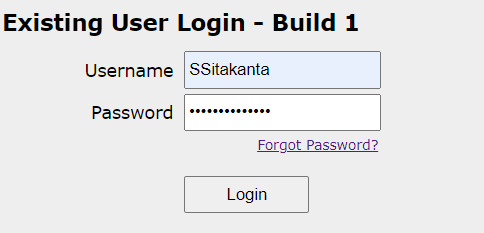 Existing User Login - Build 1
Username SSitakanta
Password ••••••••••••••
Forgot Password?
Login